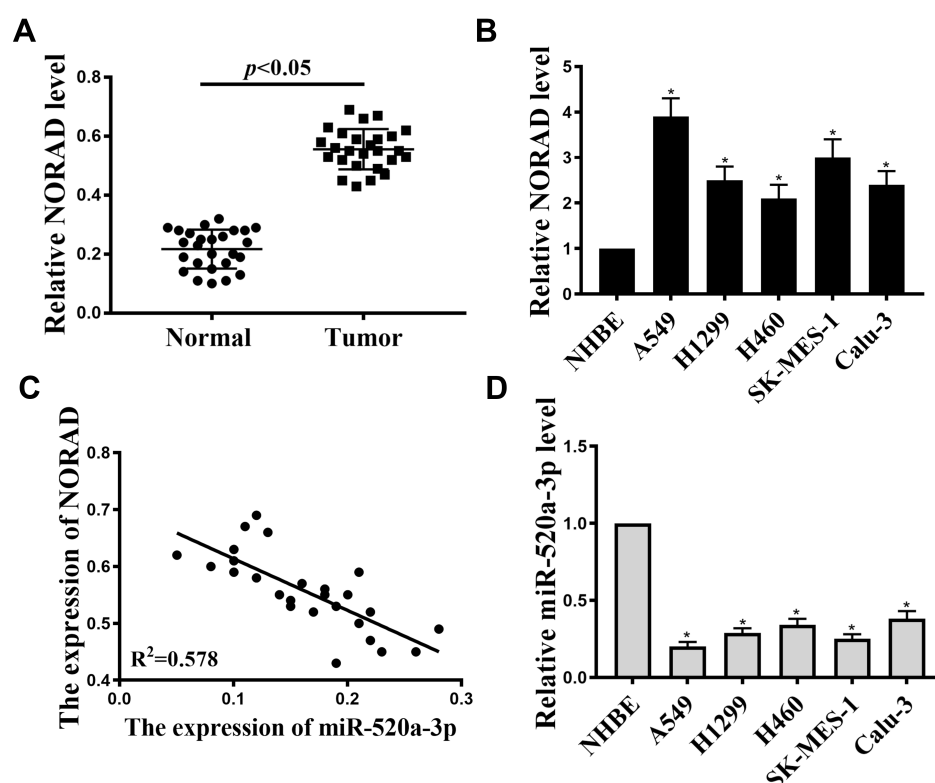 A
Relative NORAD level
0.8
0.6
0.4
0.2
0.0
p<0.05
Normal
Tumor
B
Relative NORAD level
5
4
3
2
1
0
*
*
*
*
*
NHBE
A549
H1299
H460
SK-MES-1
Calu-3
C
The expression of NORAD
0.8
0.7
0.6
0.5
0.4
R²=0.578
0.0
0.1
0.2
0.3
The expression of miR-520a-3p
D
Relative miR-520a-3p level
1.5
1.0
0.5
0.0
*
*
*
*
*
NHBE
A549
H1299
H460
SK-MES-1
Calu-3